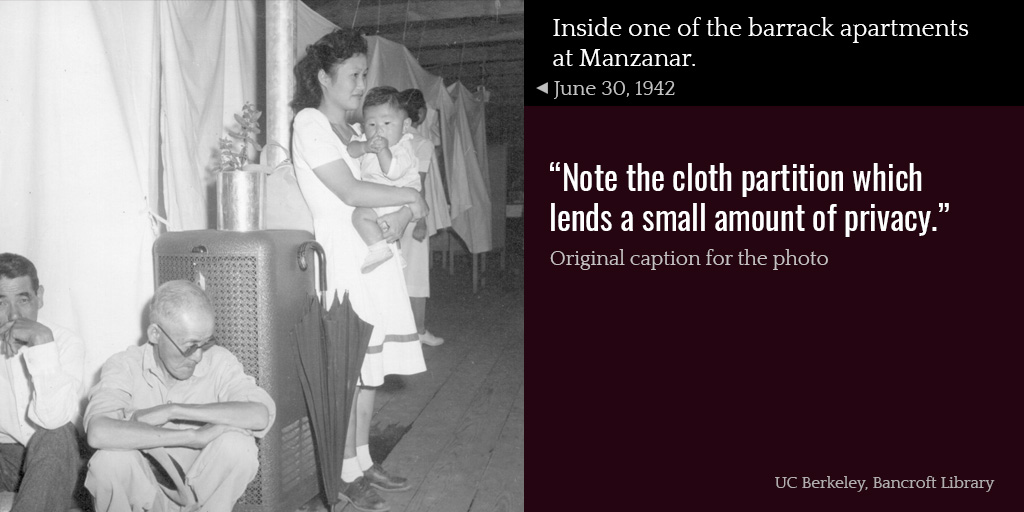 Inside one of the barrack apartments
at Manzanar.
◀ June 30, 1942
“Note the cloth partition which
lends a small amount of privacy.”
Original caption for the photo
UC Berkeley, Bancroft Library